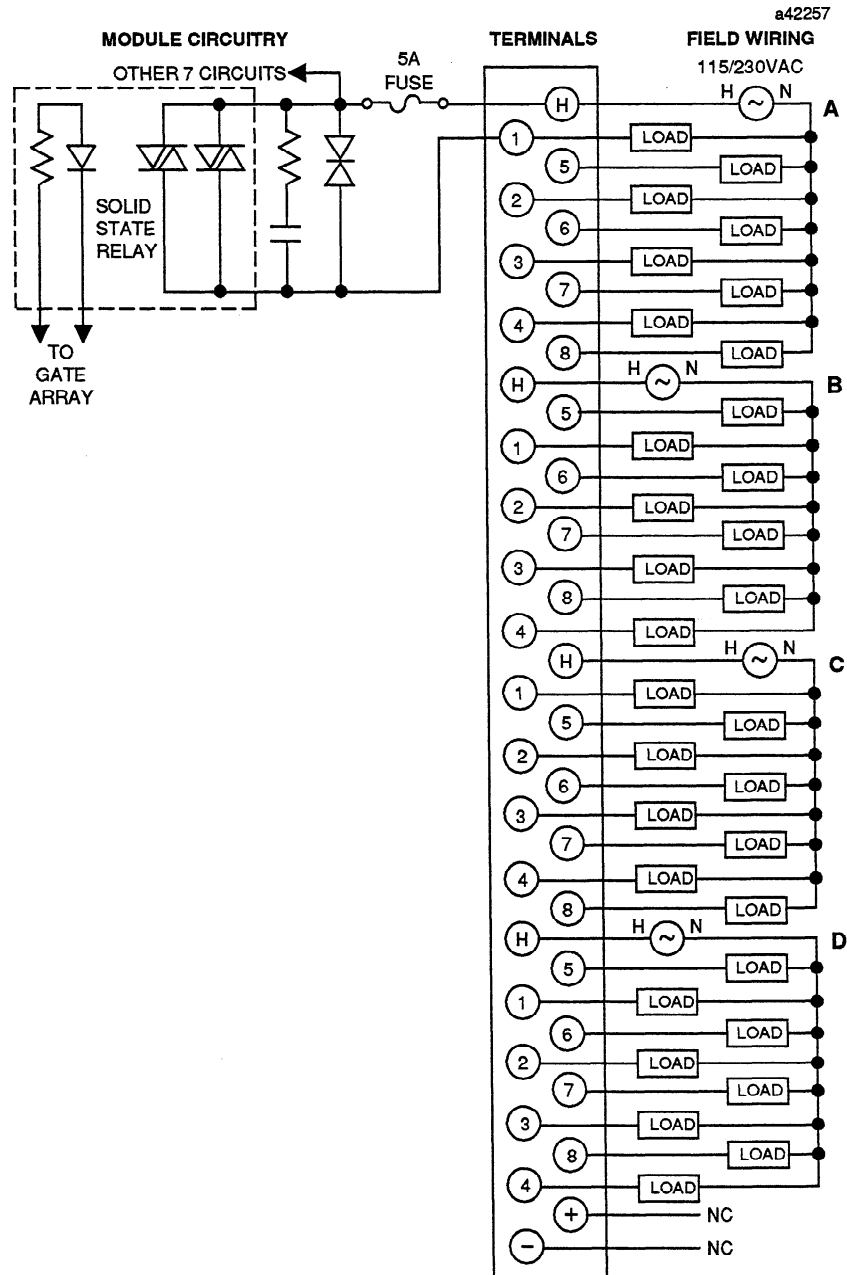 a42257
MODULE CIRCUITRY
TERMINALS
FIELD WIRING
115/230VAC
OTHER 7 CIRCUITS
5A
FUSE
H
H ~ N
A
1
LOAD
5
LOAD
2
LOAD
6
LOAD
3
LOAD
7
LOAD
4
LOAD
8
LOAD
SOLID
STATE
RELAY
TO
GATE
ARRAY
H
H ~ N
B
5
LOAD
1
LOAD
6
LOAD
2
LOAD
7
LOAD
3
LOAD
8
LOAD
4
LOAD
H
H ~ N
C
1
LOAD
5
LOAD
2
LOAD
6
LOAD
3
LOAD
7
LOAD
4
LOAD
8
LOAD
H
H ~ N
D
5
LOAD
1
LOAD
6
LOAD
2
LOAD
7
LOAD
3
LOAD
8
LOAD
4
LOAD
+
NC
−
NC